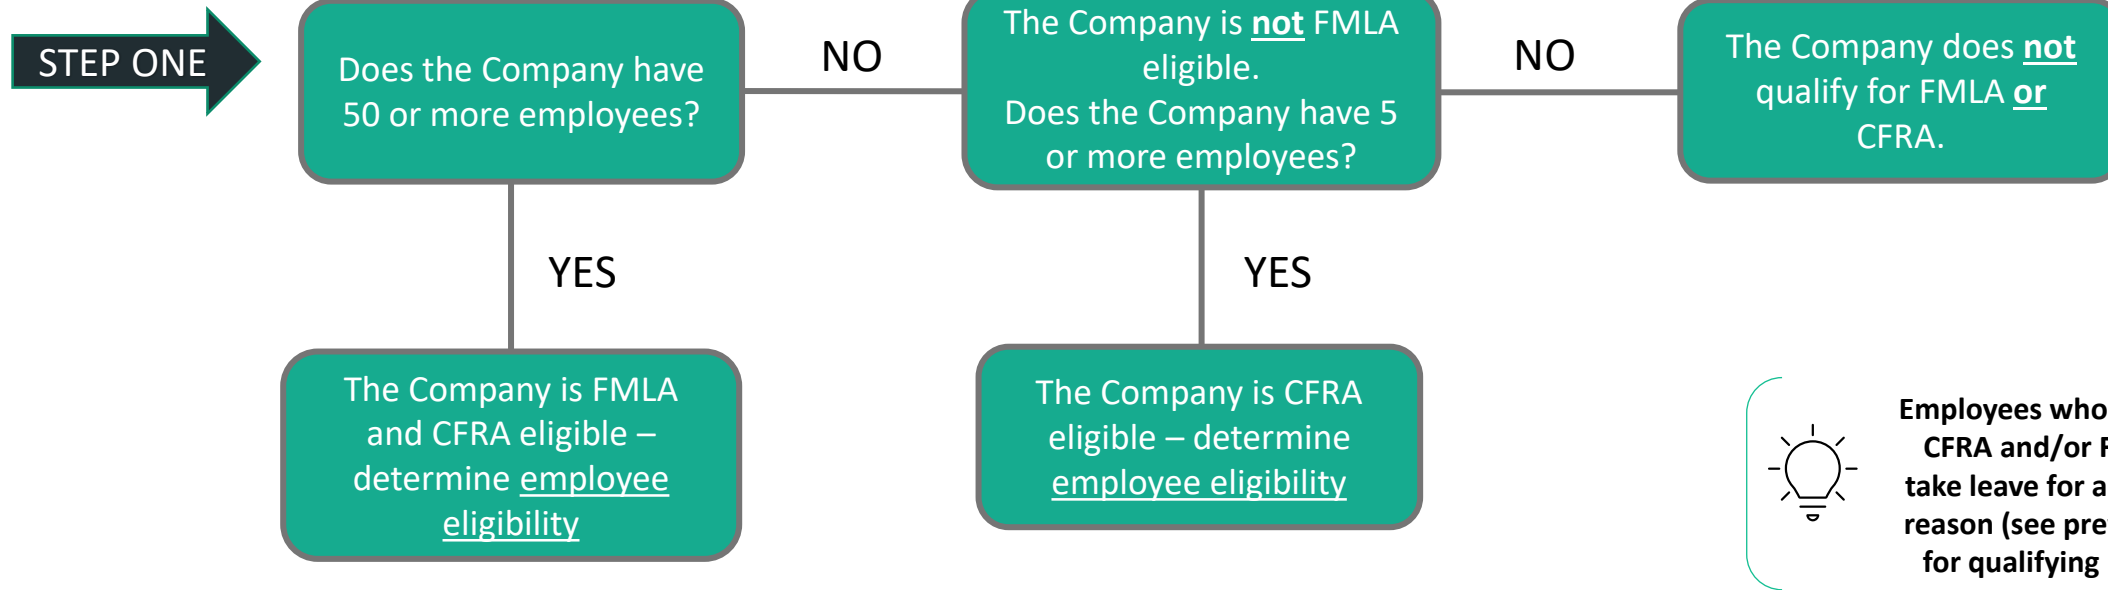 STEP ONE
Does the Company have
50 or more employees?
NO
The Company is not FMLA
eligible.
Does the Company have 5
or more employees?
NO
The Company does not
qualify for FMLA or
CFRA.
YES
YES
The Company is FMLA
and CFRA eligible –
determine employee
eligibility
The Company is CFRA
eligible – determine
employee eligibility
Employees who
CFRA and/or
take leave for a
reason (see
for qualifying